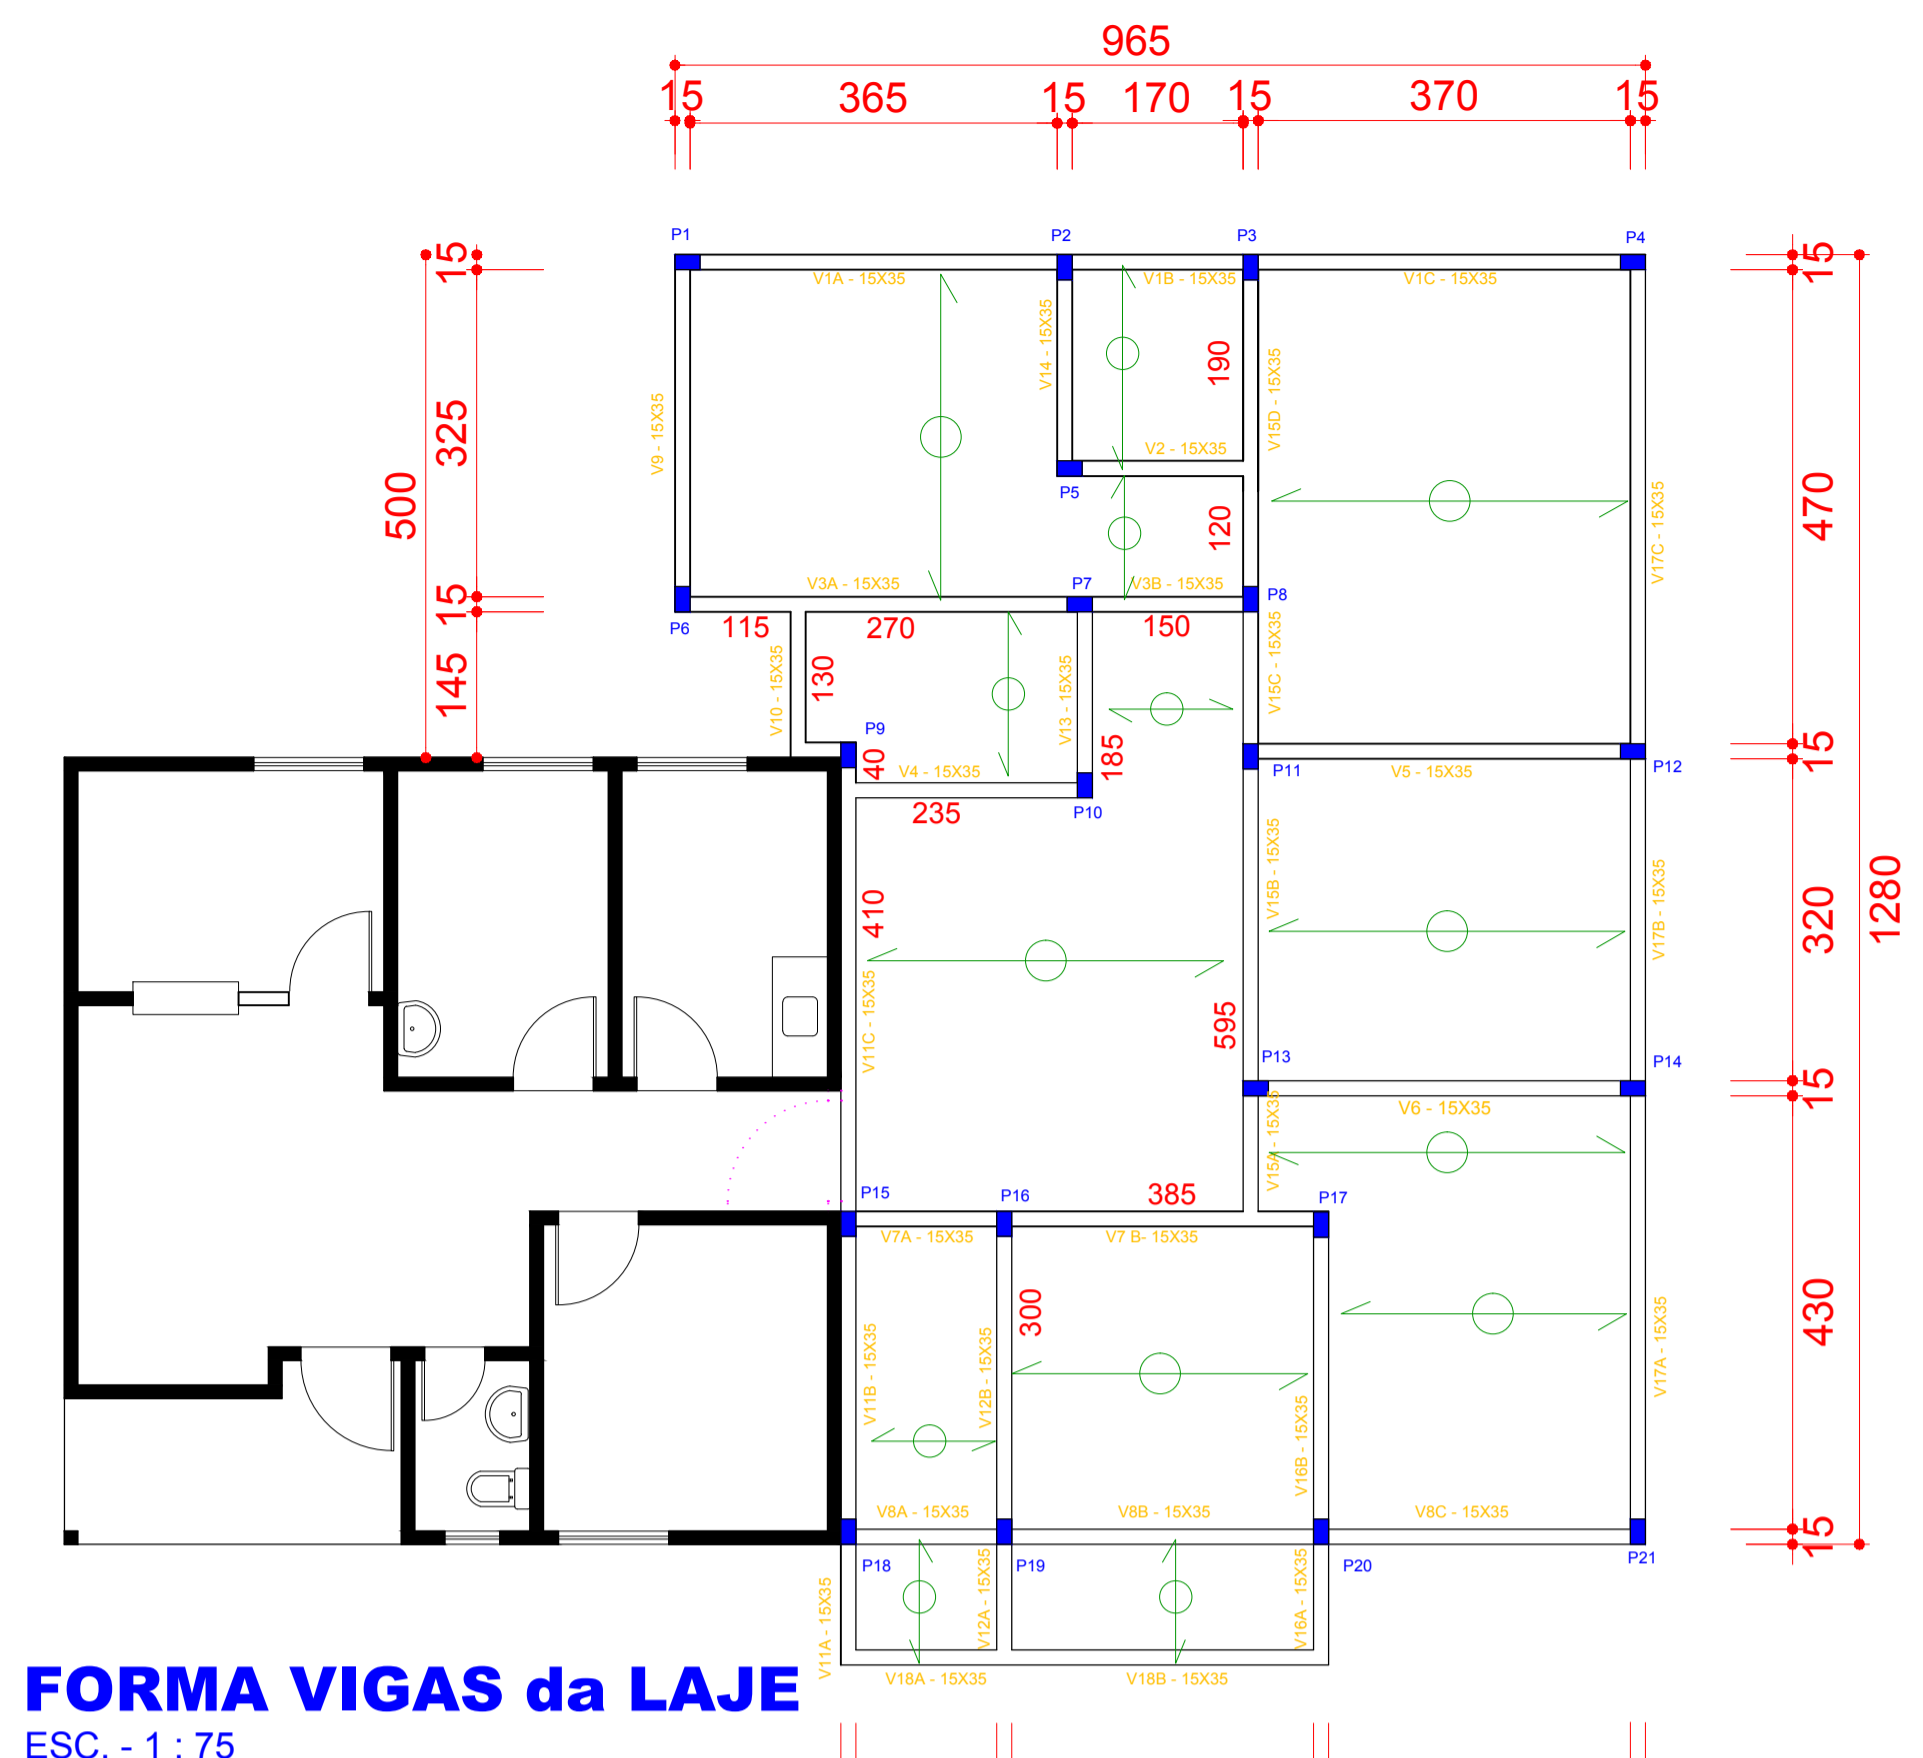 965
15 365 15 170 15 370 15
P1 P2 P3 P4
15 15
V1A - 15X35 V1B - 15X35 V1C - 15X35
V14 - 15X35
190
V15D - 15X35
325
V9 - 15X35
V2 - 15X35
500
P5
470
V17C - 15X35
120
V3A - 15X35 P7 V3B - 15X35 P8
15
P6 115 270 150
V15C - 15X35
145
V10 - 15X35
130
V13 - 15X35
P9
40
185
V4 - 15X35
P11 V5 - 15X35 P12
15
235 P10
V15B - 15X35
410
V17B - 15X35
320
1280
V11C - 15X35
595
P13 P14
15
V6 - 15X35
V15A - 15X35
P15 P16 385 P17
V7A - 15X35 V7 B- 15X35
300
430
V11B - 15X35
V12B - 15X35
V16B - 15X35
V17A - 15X35
V8A - 15X35 V8B - 15X35 V8C - 15X35
15
P18 P19 P20 P21
V11A - 15X35
V12A - 15X35
V16A - 15X35
V18A - 15X35 V18B - 15X35
FORMA VIGAS da LAJE
ESC. - 1 : 75